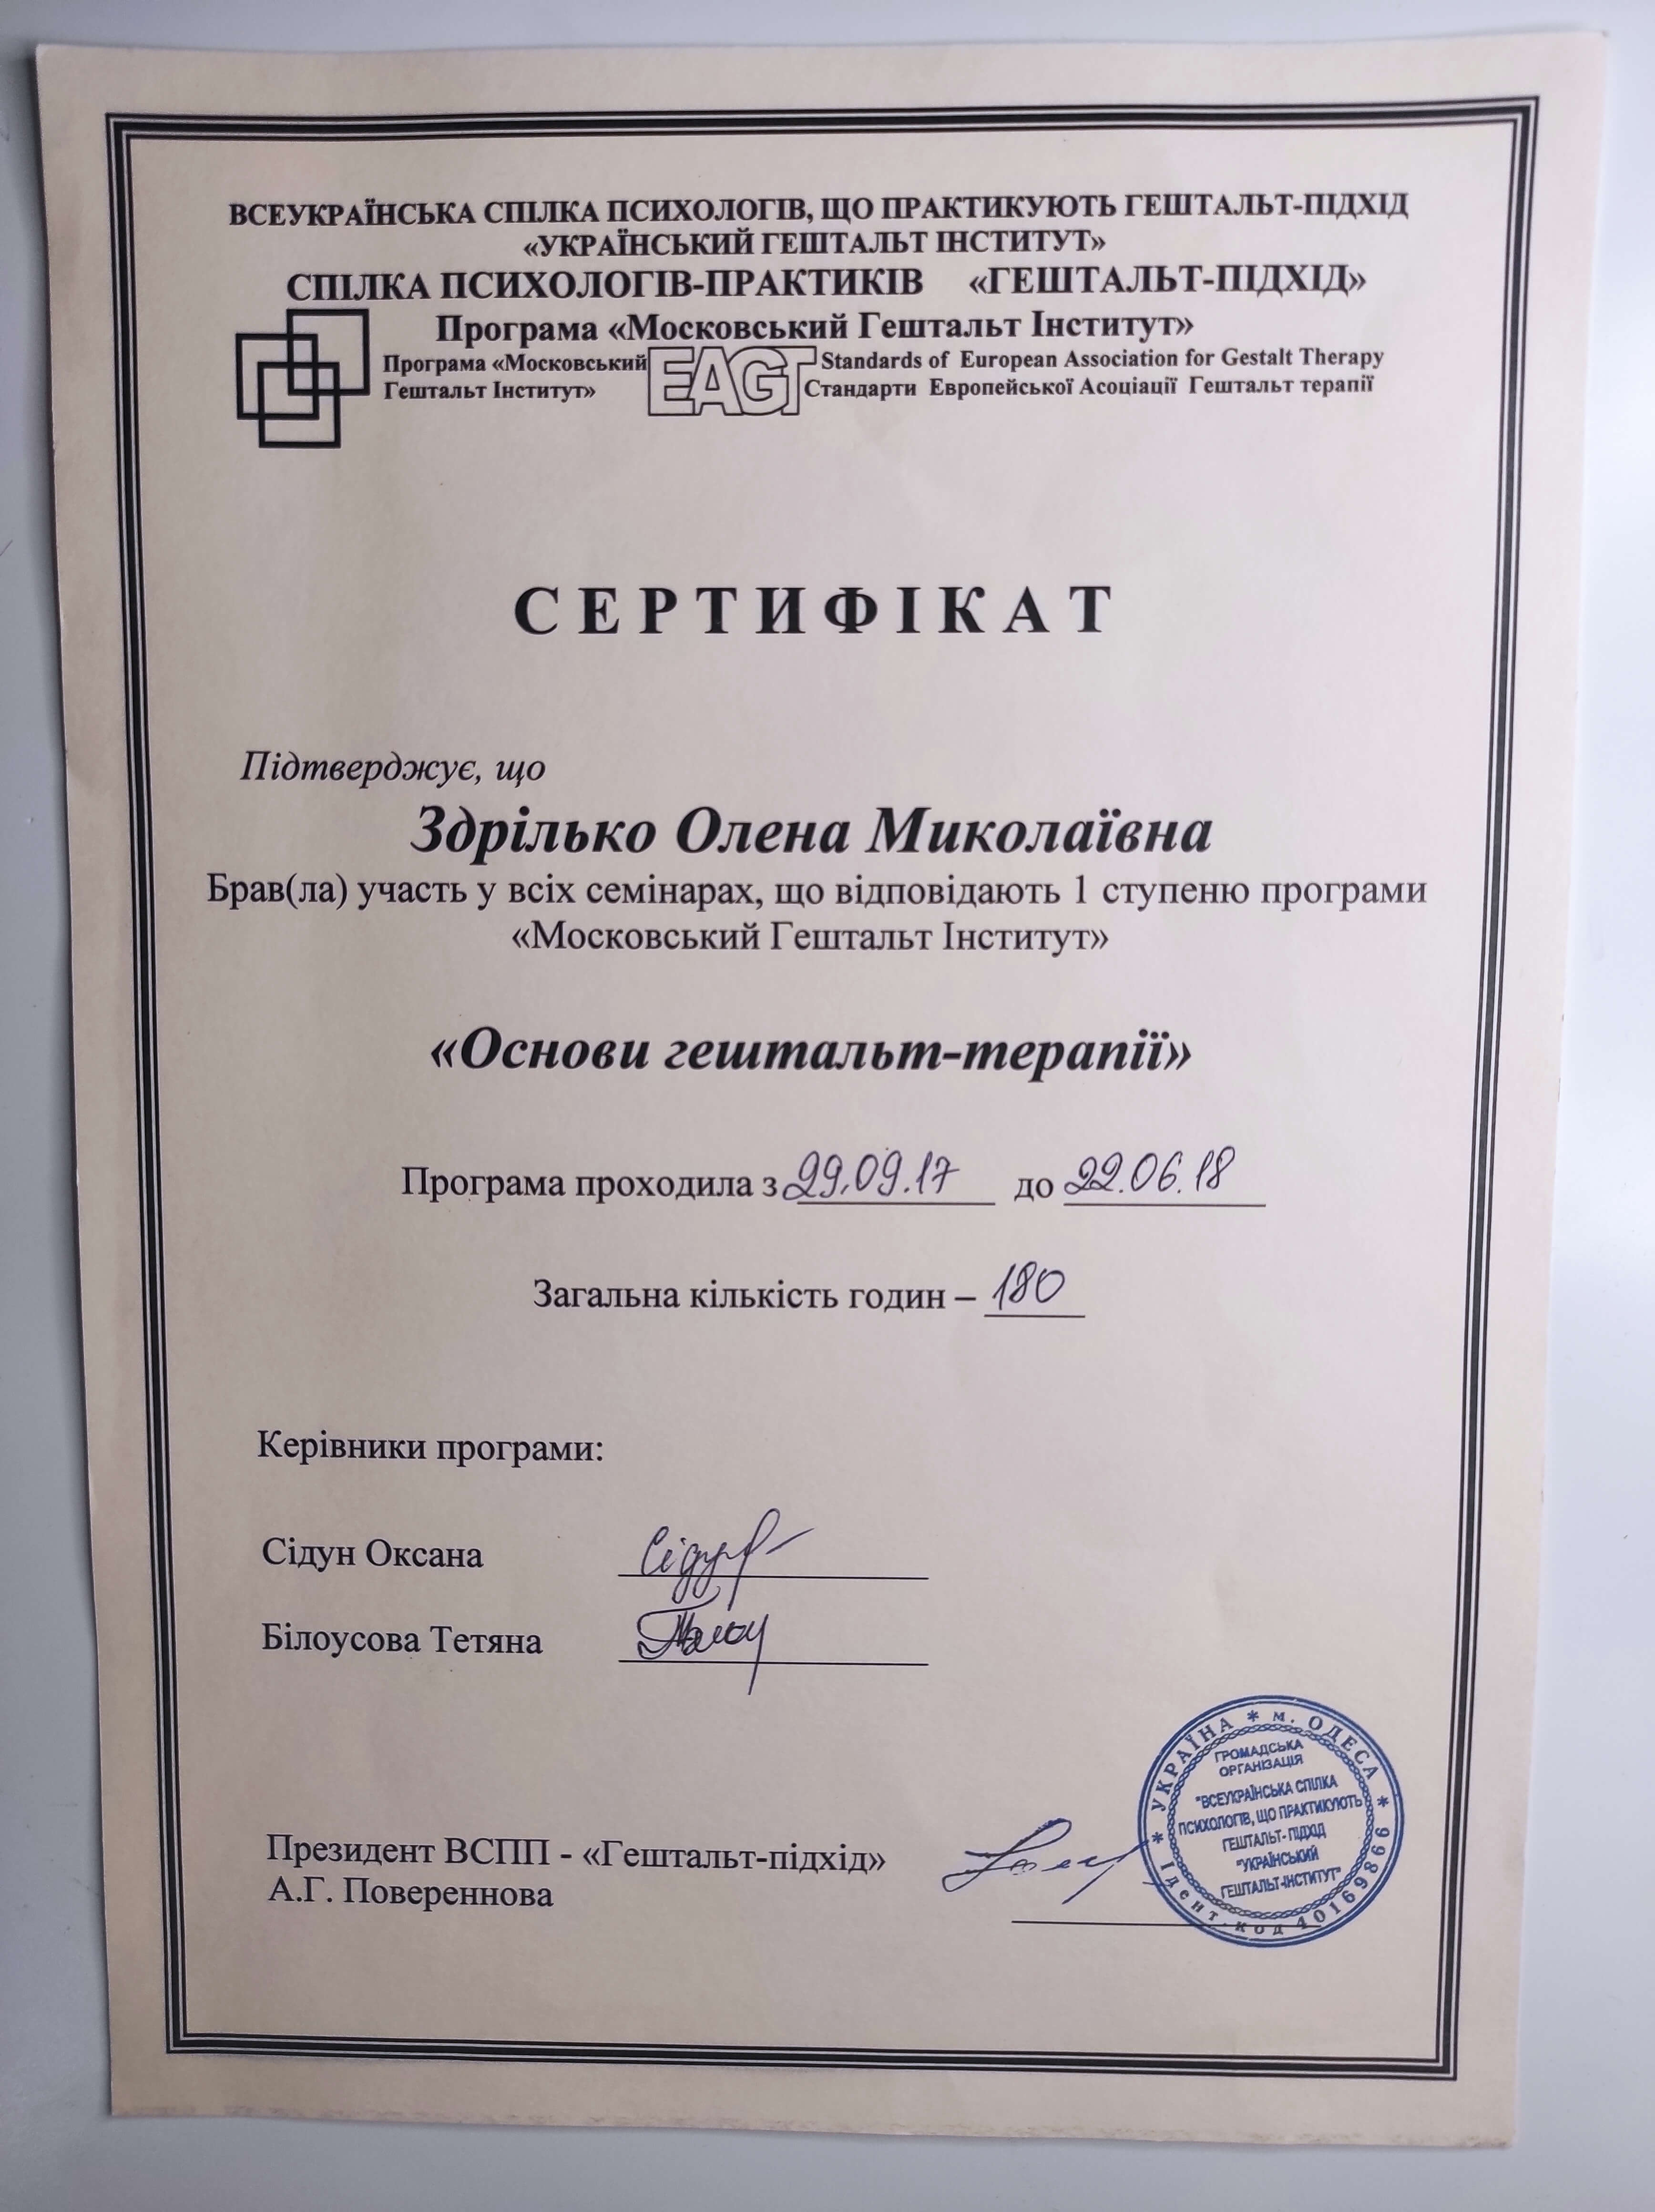 ВСЕУКРАЇНСЬКА СПІЛКА ПСИХОЛОГІВ, ЩО ПРАКТИКУЮТЬ ГЕШТАЛЬТ-ПІДХІД
«УКРАЇНСЬКИЙ ГЕШТАЛЬТ ІНСТИТУТ»
СПІЛКА ПСИХОЛОГІВ-ПРАКТИКІВ «ГЕШТАЛЬТ-ПІДХІД»
Програма «Московський Гештальт Інститут»
Програма «Московський
Гештальт Інститут»
EAGT
Standards of European Association for Gestalt Therapy
Стандарти Європейської Асоціації Гештальт терапії
СЕРТИФІКАТ
Підтверджує, що
Здрілько Олена Миколаївна
Брав(ла) участь у всіх семінарах, що відповідають 1 ступеню програми
«Московський Гештальт Інститут»
«Основи гештальт-терапії»
Програма проходила з 29.09.17 до 22.06.18
Загальна кількість годин – 180
Керівники програми:
Сідун Оксана
Білоусова Тетяна
Президент ВСПП - «Гештальт-підхід»
А.Г. Повереннова
* УКРАЇНА * м. ОДЕСА *
Ідент. код 40169866
ГРОМАДСЬКА
ОРГАНІЗАЦІЯ
"ВСЕУКРАЇНСЬКА СПІЛКА
ПСИХОЛОГІВ, ЩО ПРАКТИКУЮТЬ
ГЕШТАЛЬТ-ПІДХІД
"УКРАЇНСЬКИЙ
ГЕШТАЛЬТ-ІНСТИТУТ"